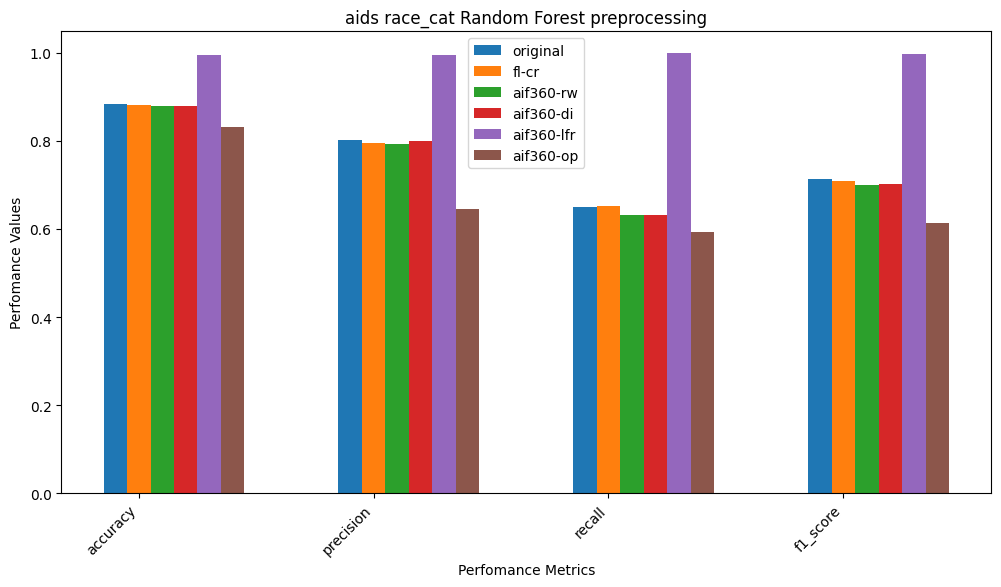 aids race_cat Random Forest preprocessing
original
fl-cr
aif360-rw
aif360-di
aif360-lfr
aif360-op
Perfomance Values
1.0
0.8
0.6
0.4
0.2
0.0
accuracy
precision
recall
f1_score
Perfomance Metrics